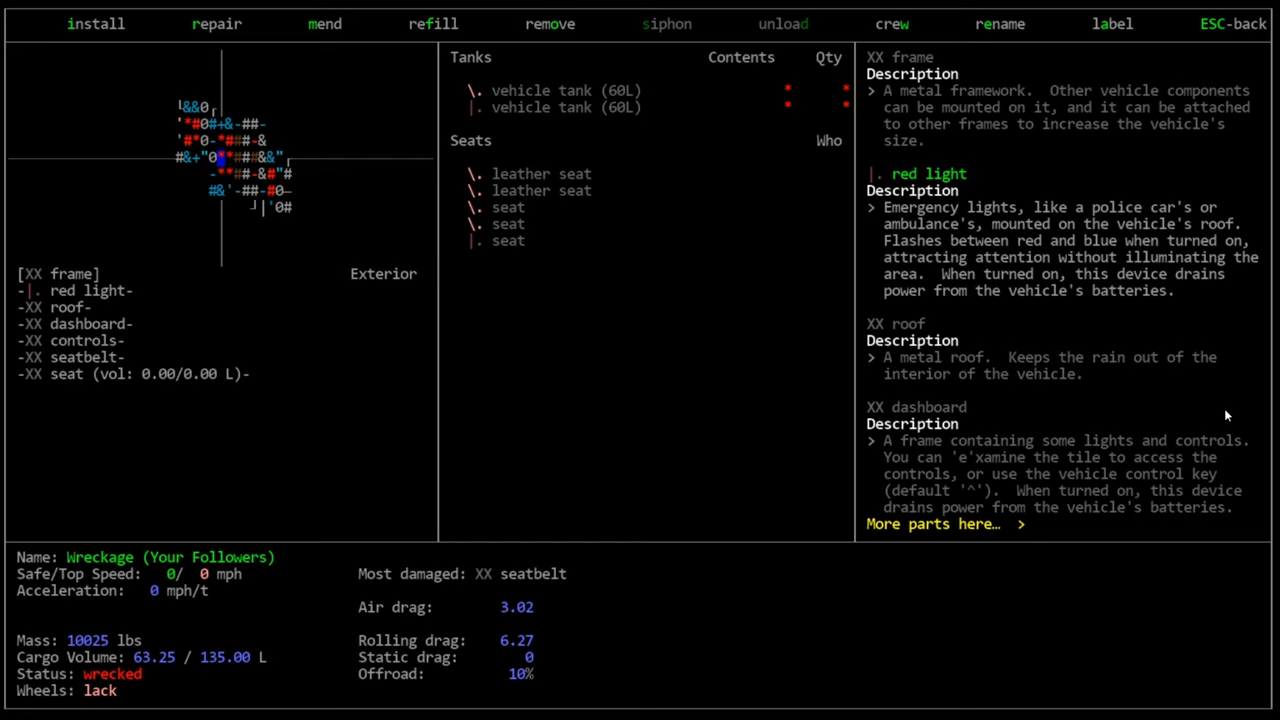 install repair mend refill remove siphon unload crew rename label ESC-back
└&&0┌
'*#0#+&-##-
'#*0-*###-&
#&+"0**####&&"┌
-**##-&#"#
#&'-##-#0─
┘|'0#
[XX frame] Exterior
-|. red light-
-XX roof-
-XX dashboard-
-XX controls-
-XX seatbelt-
-XX seat (vol: 0.00/0.00 L)-
Tanks Contents Qty
\. vehicle tank (60L) * *
|. vehicle tank (60L) * *
Seats Who
\. leather seat
\. leather seat
\. seat
\. seat
|. seat
XX frame
Description
> A metal framework.  Other vehicle components
can be mounted on it, and it can be attached
to other frames to increase the vehicle's
size.
|. red light
Description
> Emergency lights, like a police car's or
ambulance's, mounted on the vehicle's roof.
Flashes between red and blue when turned on,
attracting attention without illuminating the
area.  When turned on, this device drains
power from the vehicle's batteries.
XX roof
Description
> A metal roof.  Keeps the rain out of the
interior of the vehicle.
XX dashboard
Description
> A frame containing some lights and controls.
You can 'e'xamine the tile to access the
controls, or use the vehicle control key
(default '^').  When turned on, this device
drains power from the vehicle's batteries.
More parts here… >
Name: Wreckage (Your Followers)
Safe/Top Speed: 0/ 0 mph
Acceleration: 0 mph/t
Mass: 10025 lbs
Cargo Volume: 63.25 / 135.00 L
Status: wrecked
Wheels: lack
Most damaged: XX seatbelt
Air drag: 3.02
Rolling drag: 6.27
Static drag: 0
Offroad: 10%